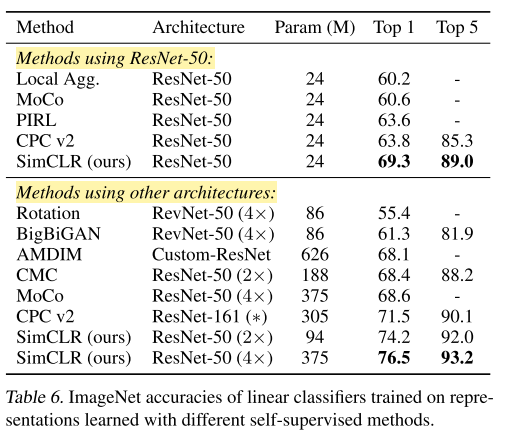 Method Architecture Param (M) Top 1 Top 5
Methods using ResNet-50:
Local Agg. ResNet-50 24 60.2 -
MoCo ResNet-50 24 60.6 -
PIRL ResNet-50 24 63.6 -
CPC v2 ResNet-50 24 63.8 85.3
SimCLR (ours) ResNet-50 24 69.3 89.0
Methods using other architectures:
Rotation RevNet-50 (4×) 86 55.4 -
BigBiGAN RevNet-50 (4×) 86 61.3 81.9
AMDIM Custom-ResNet 626 68.1 -
CMC ResNet-50 (2×) 188 68.4 88.2
MoCo ResNet-50 (4×) 375 68.6 -
CPC v2 ResNet-161 (∗) 305 71.5 90.1
SimCLR (ours) ResNet-50 (2×) 94 74.2 92.0
SimCLR (ours) ResNet-50 (4×) 375 76.5 93.2
Table 6. ImageNet accuracies of linear classifiers trained on repre-
sentations learned with different self-supervised methods.